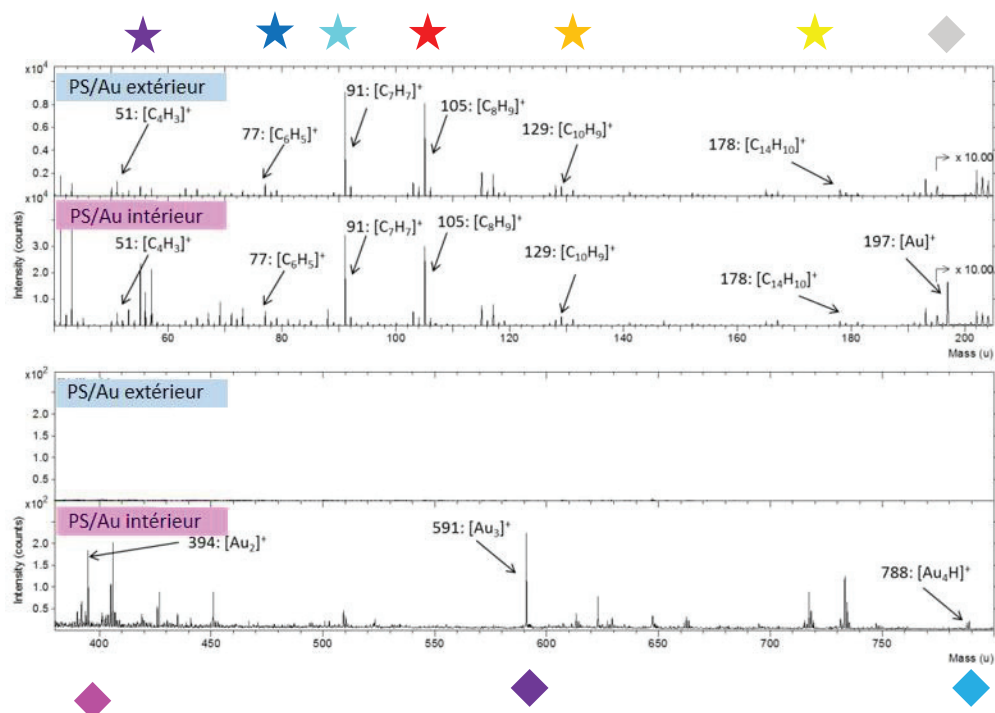 x10⁴
PS/Au extérieur
1.0
0.8
0.6
0.4
0.2
51: [C₄H₃]⁺
77: [C₆H₅]⁺
91: [C₇H₇]⁺
105: [C₈H₉]⁺
129: [C₁₀H₉]⁺
178: [C₁₄H₁₀]⁺
x 10.00
x10⁴
PS/Au intérieur
3.0
2.0
1.0
51: [C₄H₃]⁺
77: [C₆H₅]⁺
91: [C₇H₇]⁺
105: [C₈H₉]⁺
129: [C₁₀H₉]⁺
178: [C₁₄H₁₀]⁺
197: [Au]⁺
x 10.00
Intensity (counts)
60 80 100 120 140 160 180 200
Mass (u)
x10²
PS/Au extérieur
2.0
1.5
1.0
0.5
x10²
PS/Au intérieur
2.0
1.5
1.0
0.5
394: [Au₂]⁺
591: [Au₃]⁺
788: [Au₄H]⁺
Intensity (counts)
400 450 500 550 600 650 700 750
Mass (u)